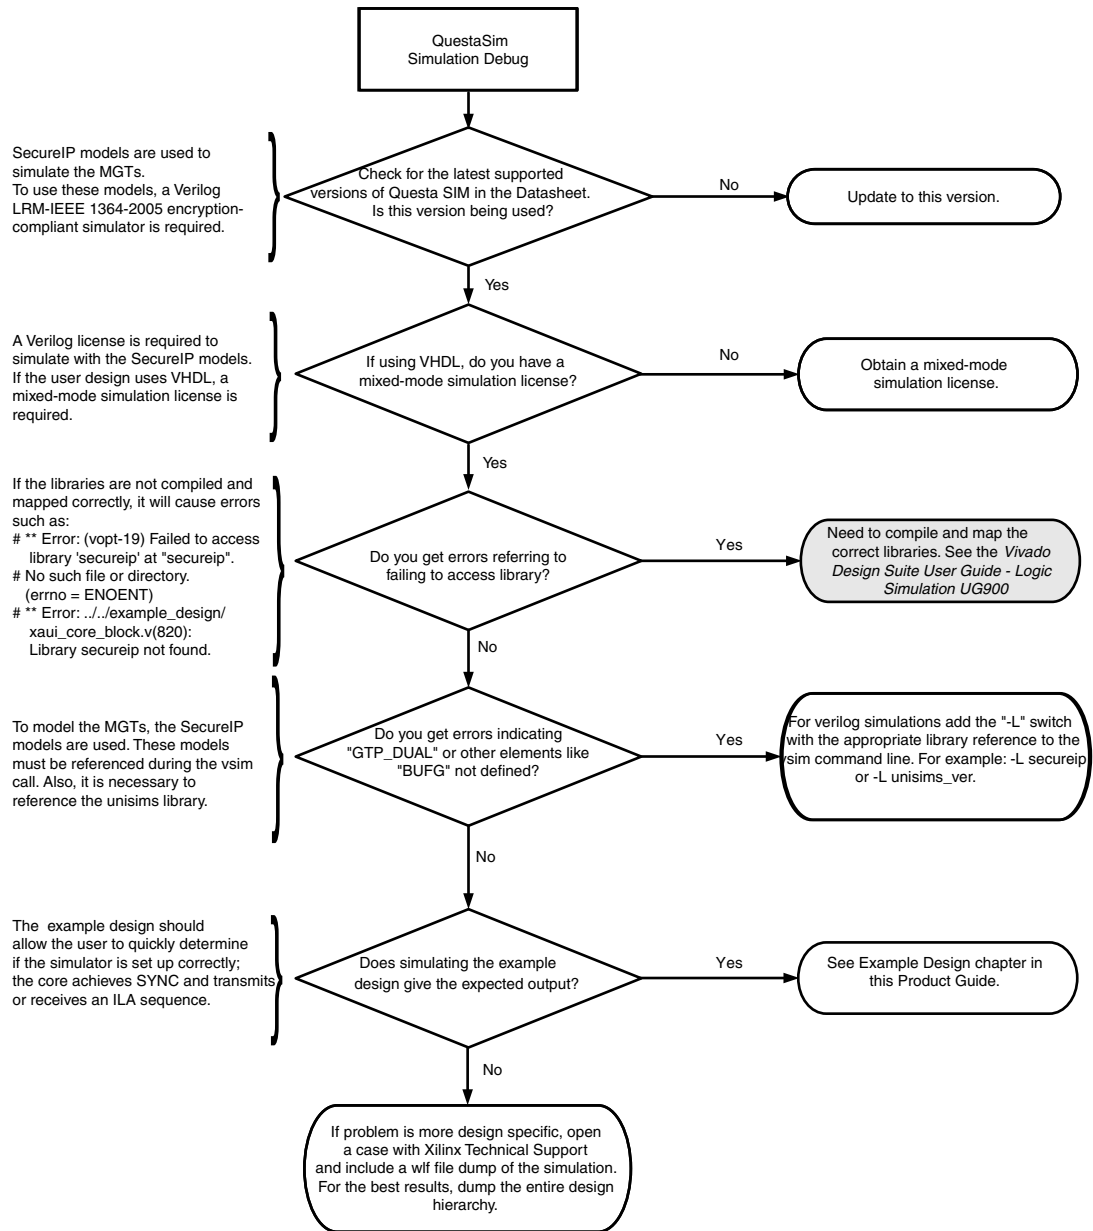 QuestaSim
Simulation Debug
SecureIP models are used to
simulate the MGTs.
To use these models, a Verilog
LRM-IEEE 1364-2005 encryption-
compliant simulator is required.
Check for the latest supported
versions of Questa SIM in the Datasheet.
Is this version being used?
No
Update to this version.
Yes
A Verilog license is required to
simulate with the SecureIP models.
If the user design uses VHDL, a
mixed-mode simulation license is
required.
If using VHDL, do you have a
mixed-mode simulation license?
No
Obtain a mixed-mode
simulation license.
Yes
If the libraries are not compiled and
mapped correctly, it will cause errors
such as:
# ** Error: (vopt-19) Failed to access
library 'secureip' at "secureip".
# No such file or directory.
(errno = ENOENT)
# ** Error: ../../example_design/
xaui_core_block.v(820):
Library secureip not found.
Do you get errors referring to
failing to access library?
Yes
Need to compile and map the
correct libraries. See the Vivado
Design Suite User Guide - Logic
Simulation UG900
No
To model the MGTs, the SecureIP
models are used. These models
must be referenced during the vsim
call. Also, it is necessary to
reference the unisims library.
Do you get errors indicating
"GTP_DUAL" or other elements like
"BUFG" not defined?
Yes
For verilog simulations add the "-L" switch
with the appropriate library reference to the
vsim command line. For example: -L secureip
or -L unisims_ver.
No
The example design should
allow the user to quickly determine
if the simulator is set up correctly;
the core achieves SYNC and transmits
or receives an ILA sequence.
Does simulating the example
design give the expected output?
Yes
See Example Design chapter in
this Product Guide.
No
If problem is more design specific, open
a case with Xilinx Technical Support
and include a wlf file dump of the simulation.
For the best results, dump the entire design
hierarchy.